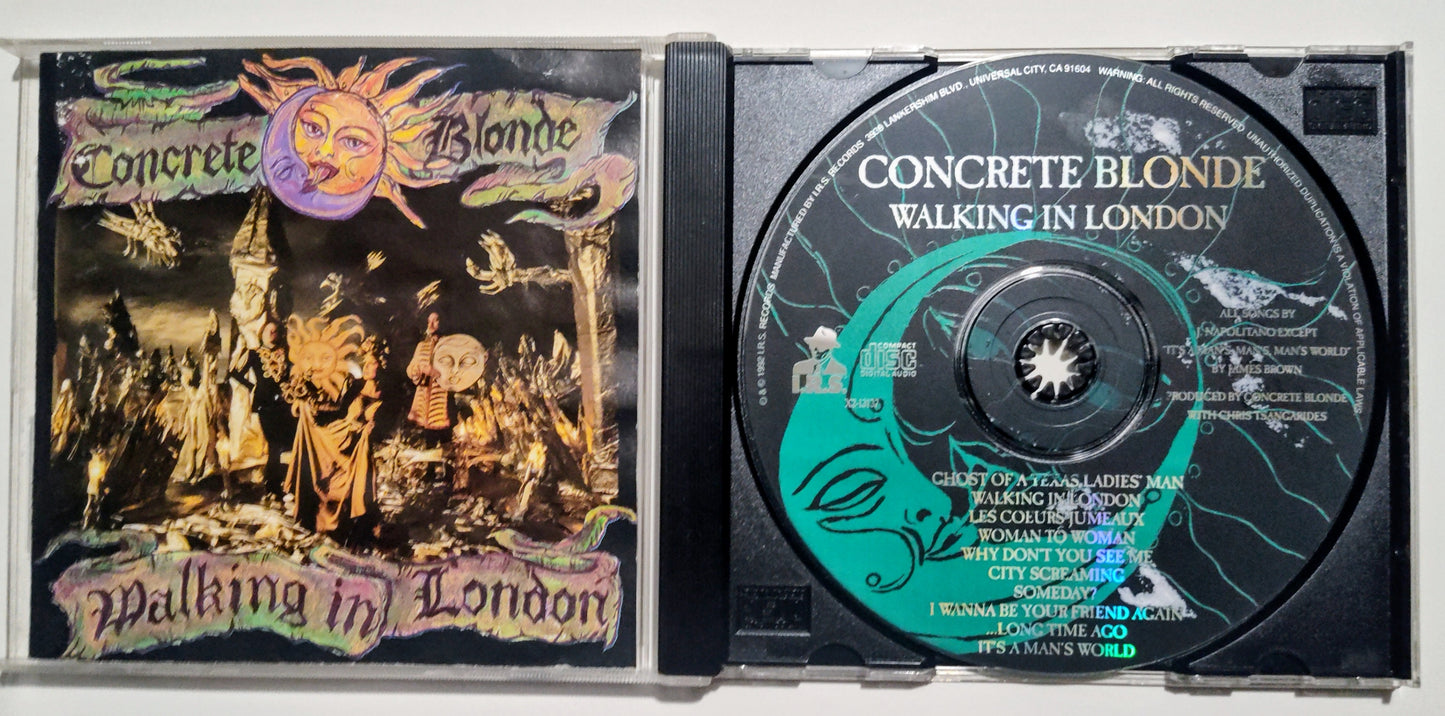 Concrete Blonde
Walking in London
© & ℗ 1992 I.R.S. RECORDS MANUFACTURED BY I.R.S. RECORDS 3939 LANKERSHIM BLVD., UNIVERSAL CITY, CA 91604 WARNING: ALL RIGHTS RESERVED. UNAUTHORIZED DUPLICATION IS A VIOLATION OF APPLICABLE LAWS
CONCRETE BLONDE
WALKING IN LONDON
I.R.S.
COMPACT
disc
DIGITAL AUDIO
X2-13137
ALL SONGS BY
J. NAPOLITANO EXCEPT
"IT'S A MAN'S, MAN'S, MAN'S WORLD"
BY JAMES BROWN
PRODUCED BY CONCRETE BLONDE
WITH CHRIS TSANGARIDES
GHOST OF A TEXAS LADIES' MAN
WALKING IN LONDON
LES COEURS JUMEAUX
WOMAN TO WOMAN
WHY DON'T YOU SEE ME
CITY SCREAMING
SOMEDAY?
I WANNA BE YOUR FRIEND AGAIN
...LONG TIME AGO
IT'S A MAN'S WORLD